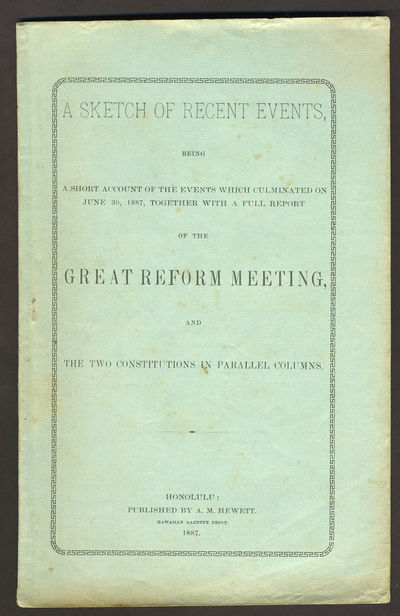 A SKETCH OF RECENT EVENTS,
BEING
A SHORT ACCOUNT OF THE EVENTS WHICH CULMINATED ON
JUNE 30, 1887, TOGETHER WITH A FULL REPORT
OF THE
GREAT REFORM MEETING,
AND
THE TWO CONSTITUTIONS IN PARALLEL COLUMNS.
HONOLULU:
PUBLISHED BY A. M. HEWETT.
HAWAIIAN GAZETTE PRINT.
1887.